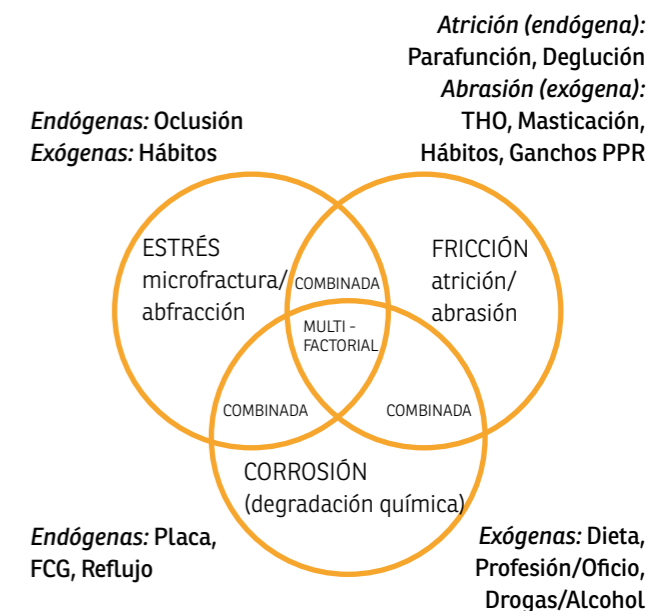 Atrición (endógena):
Parafunción, Deglución
Abrasión (exógena):
THO, Masticación,
Hábitos, Ganchos PPR
Endógenas: Oclusión
Exógenas: Hábitos
ESTRÉS
microfractura/
abfracción
FRICCIÓN
atrición/
abrasión
COMBINADA
MULTI -
FACTORIAL
COMBINADA
COMBINADA
CORROSIÓN
(degradación química)
Endógenas: Placa,
FCG, Reflujo
Exógenas: Dieta,
Profesión/Oficio,
Drogas/Alcohol